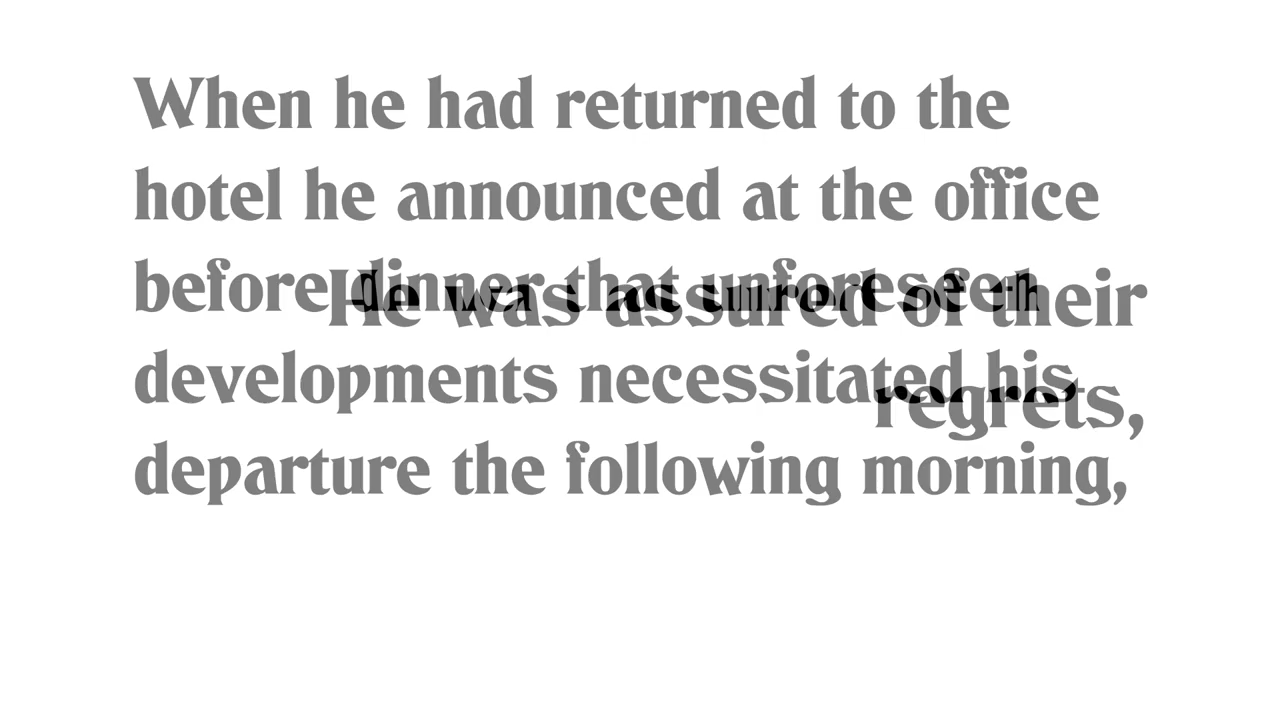 When he had returned to the
hotel he announced at the office
before dinner that unforeseen
developments necessitated his
departure the following morning,
He was assured of their
regrets,